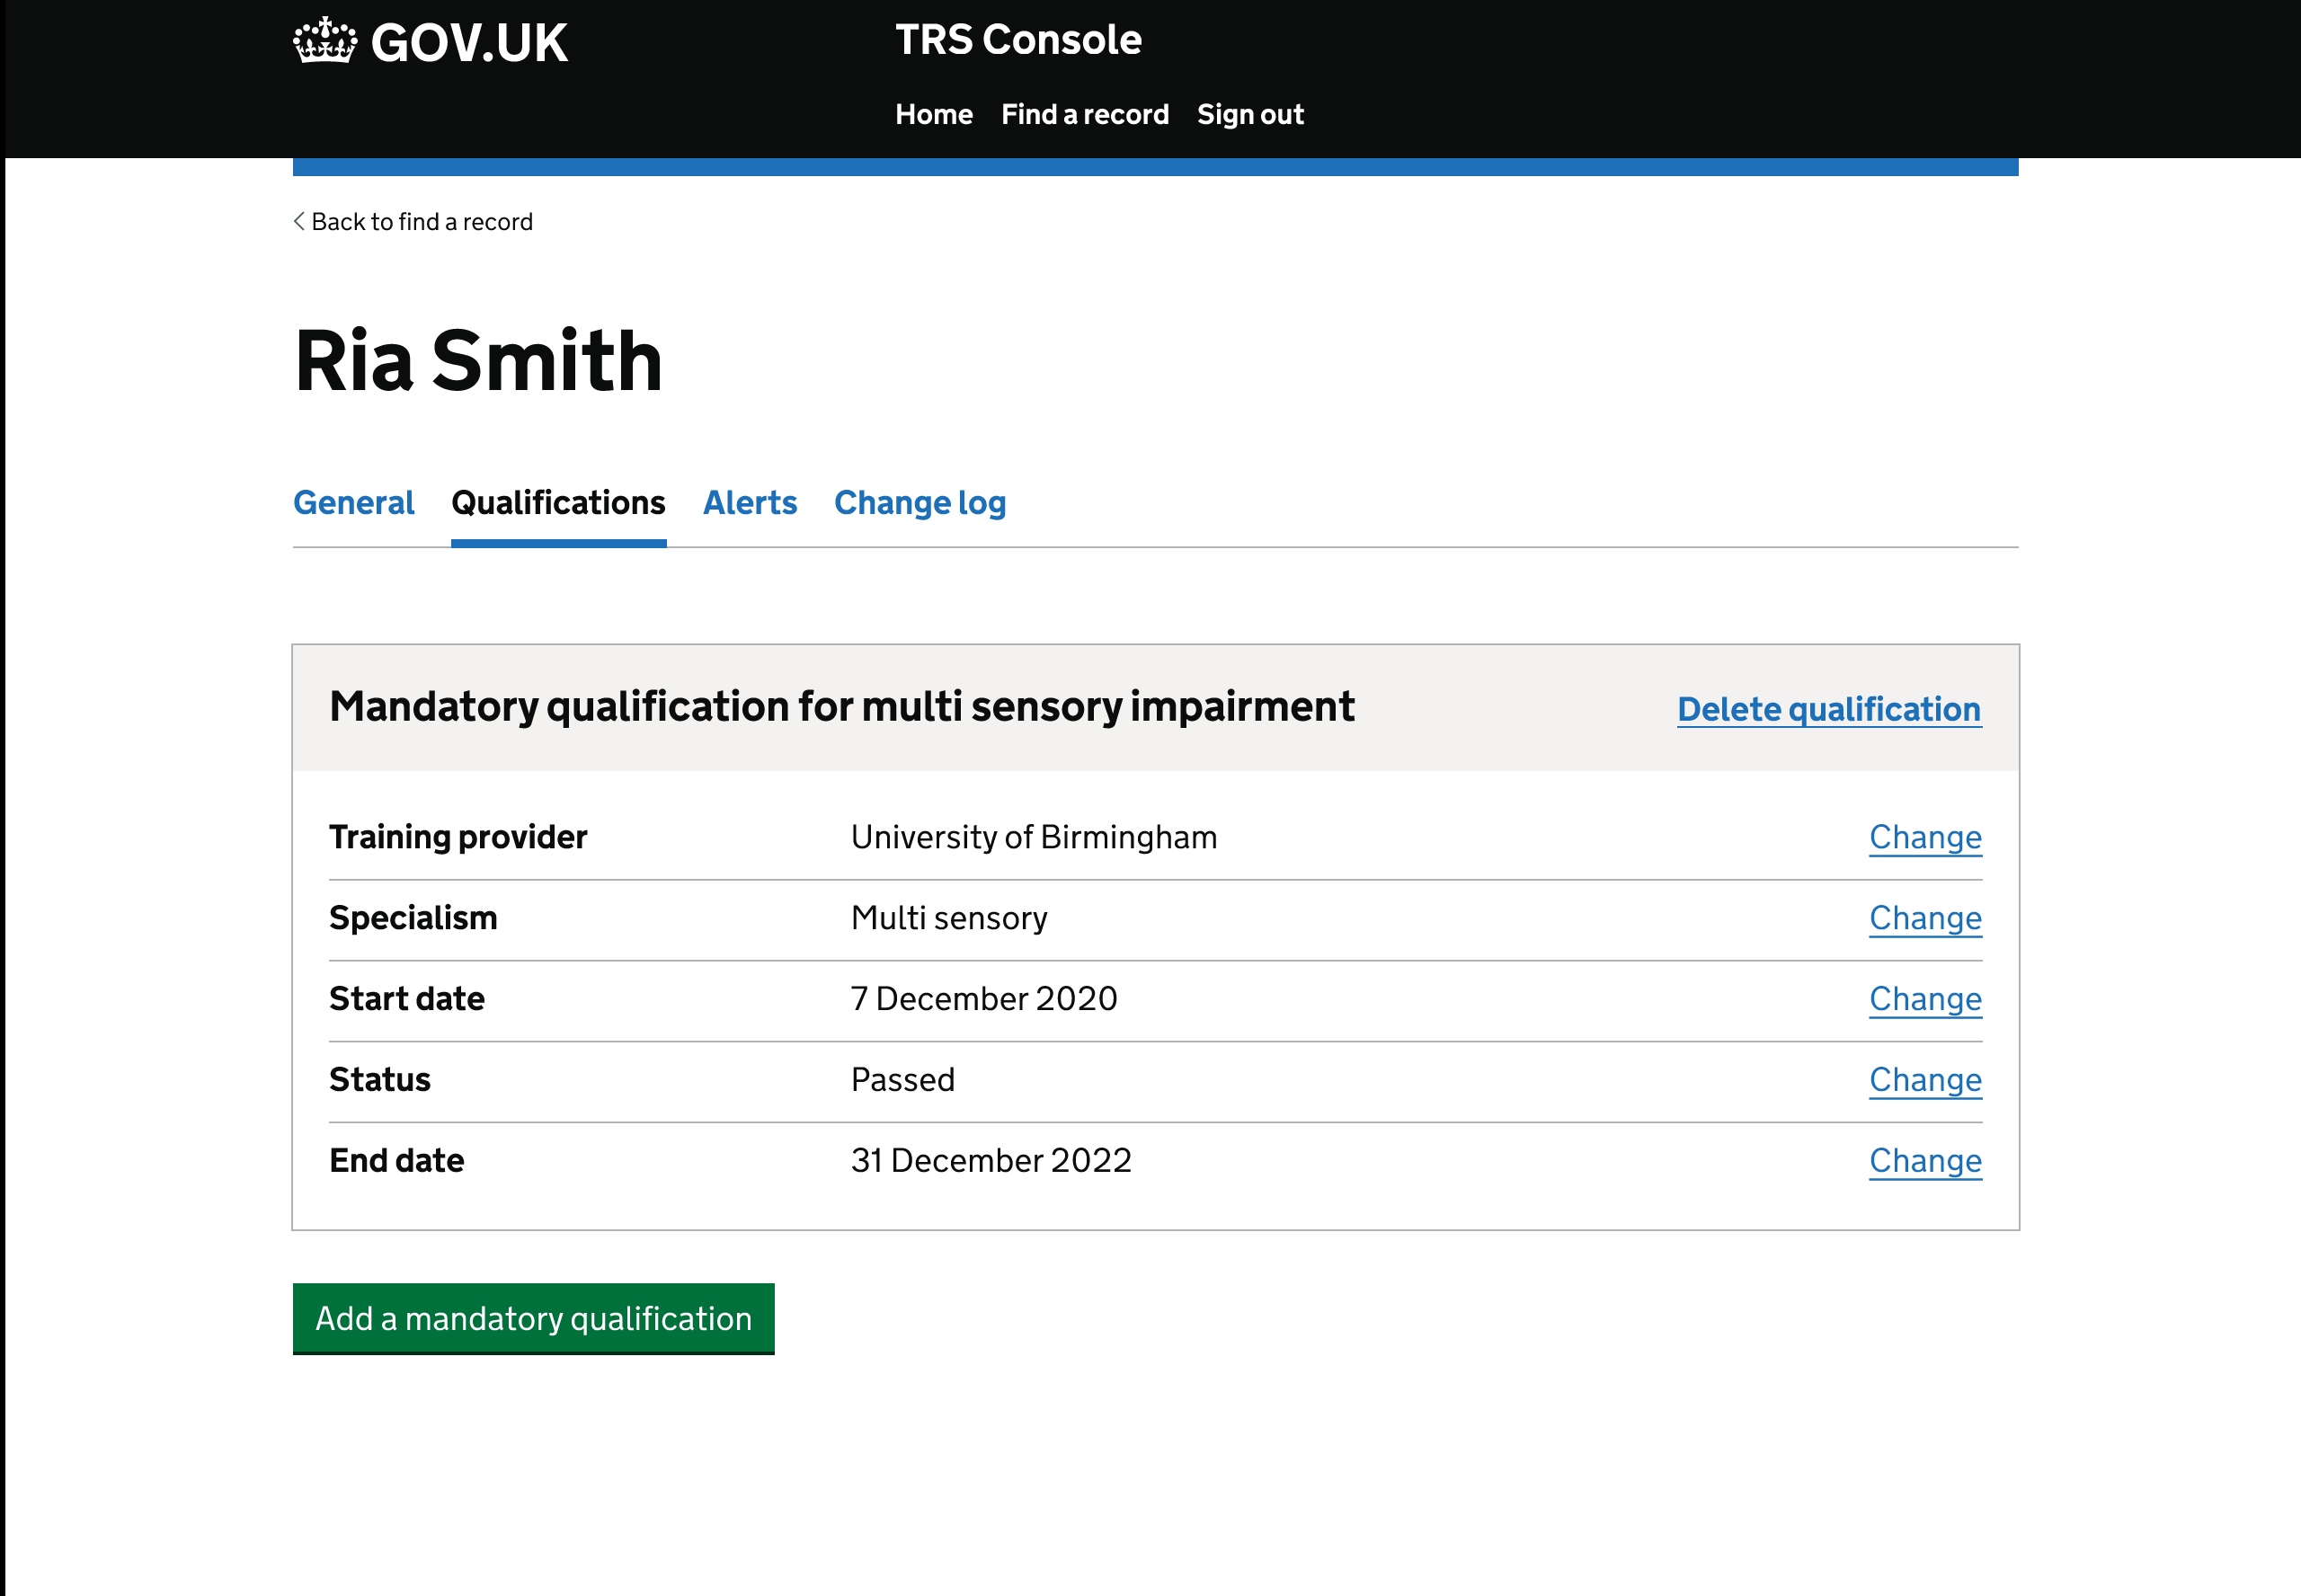 GOV.UK
TRS Console
Home Find a record Sign out
Back to find a record
Ria Smith
General Qualifications Alerts Change log
Mandatory qualification for multi sensory impairment Delete qualification
Training provider University of Birmingham Change
Specialism Multi sensory Change
Start date 7 December 2020 Change
Status Passed Change
End date 31 December 2022 Change
Add a mandatory qualification